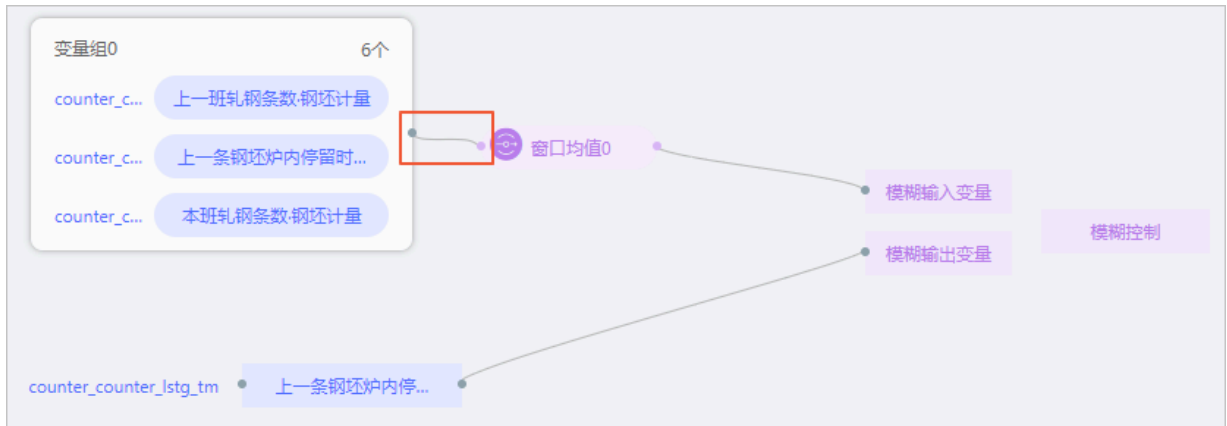 变量组0 6个
counter_c... 上一班轧钢条数·钢坯计量
counter_c... 上一条钢坯炉内停留时...
counter_c... 本班轧钢条数·钢坯计量
窗口均值0
模糊输入变量
模糊控制
模糊输出变量
counter_counter_lstg_tm 上一条钢坯炉内停...